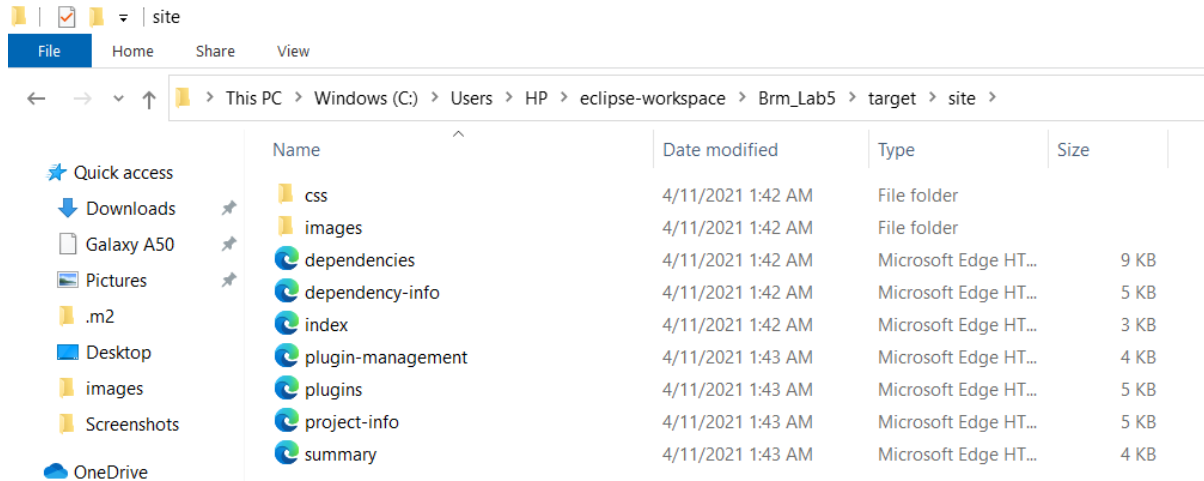 site
File Home Share View
This PC > Windows (C:) > Users > HP > eclipse-workspace > Brm_Lab5 > target > site >
Name Date modified Type Size
Quick access
Downloads
Galaxy A50
Pictures
.m2
Desktop
images
Screenshots
OneDrive
css 4/11/2021 1:42 AM File folder
images 4/11/2021 1:42 AM File folder
dependencies 4/11/2021 1:42 AM Microsoft Edge HT... 9 KB
dependency-info 4/11/2021 1:42 AM Microsoft Edge HT... 5 KB
index 4/11/2021 1:42 AM Microsoft Edge HT... 3 KB
plugin-management 4/11/2021 1:43 AM Microsoft Edge HT... 4 KB
plugins 4/11/2021 1:43 AM Microsoft Edge HT... 5 KB
project-info 4/11/2021 1:43 AM Microsoft Edge HT... 5 KB
summary 4/11/2021 1:43 AM Microsoft Edge HT... 4 KB